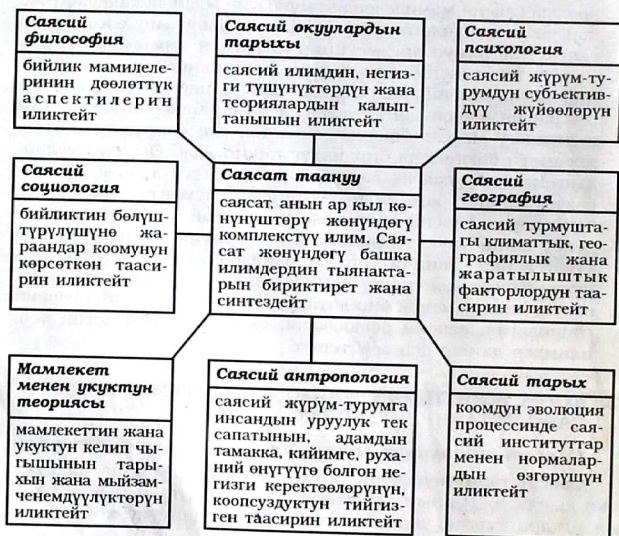 Саясий
философия
бийлик мамилеле-
ринин дөөлөттүк
аспектилерин
иликтейт
Саясий окуулардын
тарыхы
саясий илимдин, негиз-
ги түшүнүктөрдүн жана
теориялардын калып-
танышын иликтейт
Саясий
психология
саясий жүрүм-ту-
румдун субъектив-
дүү жүйөөлөрүн
иликтейт
Саясий
социология
бийликтин бөлүш-
түрүлүшүнө жа-
раандар коомунун
көрсөткөн тааси-
рин иликтейт
Саясат таануу
саясат, анын ар кыл кө-
нүнүштөрү жөнүндөгү
комплекстүү илим. Сая-
сат жөнүндөгү башка
илимдердин тыянакта-
рын бириктирет жана
синтездейт
Саясий
география
саясий турмушта-
гы климаттык, гео-
графиялык жана
жаратылыштык
факторлордун таа-
сирин иликтейт
Мамлекет
менен укуктун
теориясы
мамлекеттин жана
укуктун келип чы-
гышынын тары-
хын жана мыйзам-
ченемдүүлүктөрүн
иликтейт
Саясий антропология
саясий жүрүм-турумга
инсандын уруулук тек
сапатынын, адамдын
тамакка, кийимге, руха-
ний өнүгүүгө болгон не-
гизги керектөөлөрүнүн,
коопсуздуктун тийгиз-
ген таасирин иликтейт
Саясий тарых
коомдун эволюция
процессинде сая-
сий институттар
менен нормалар-
дын өзгөрүшүн
иликтейт